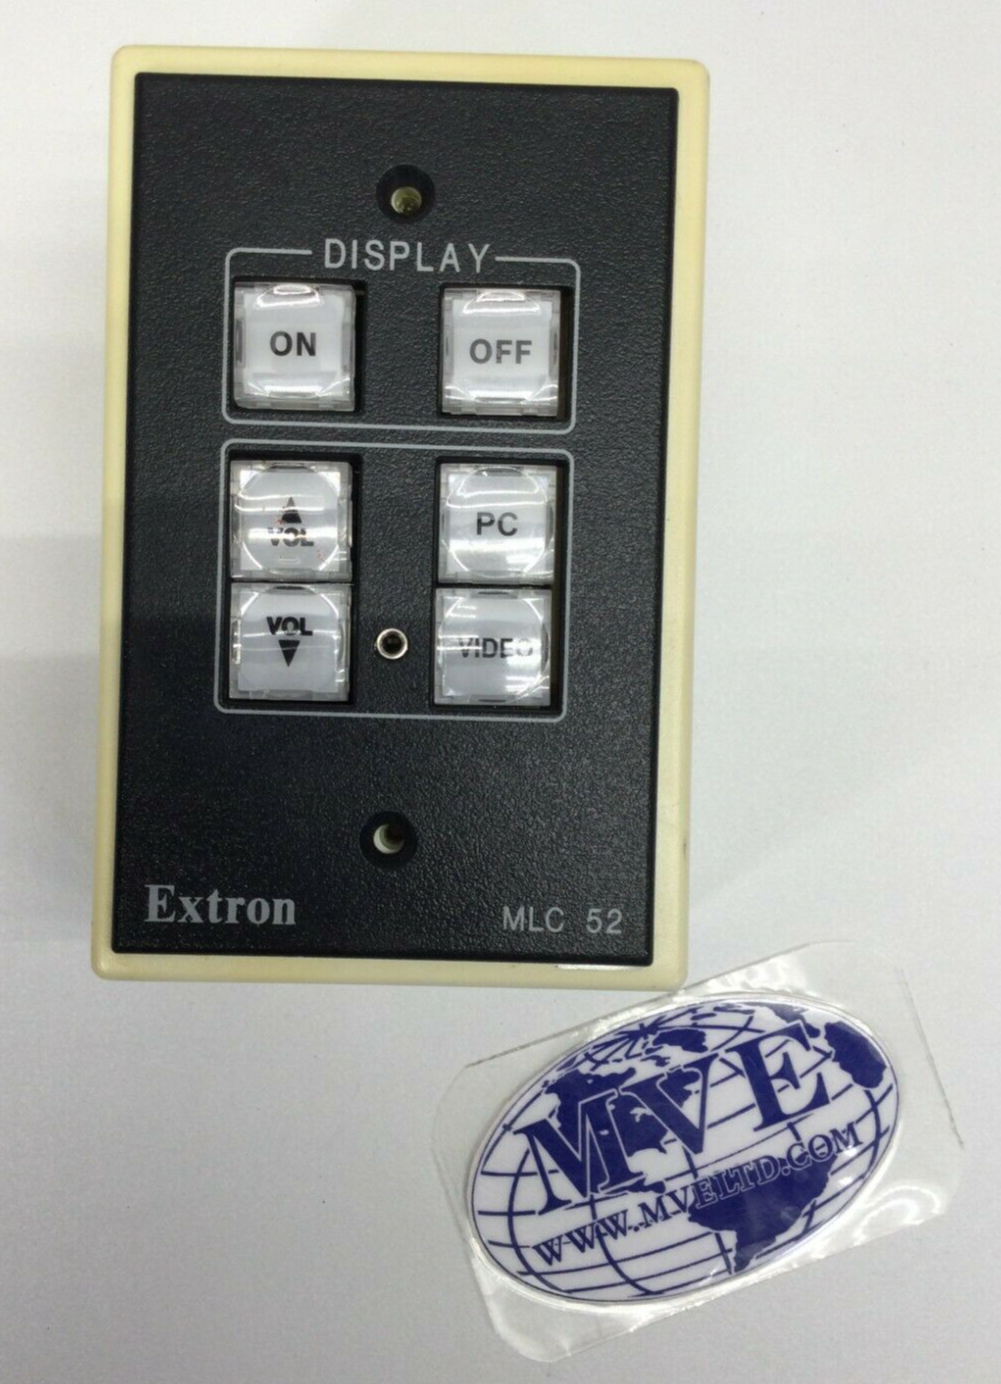 DISPLAY
ON
OFF
▲
VOL
PC
VOL
▼
VIDEO
Extron
MLC 52
MVE
WWW.MVELTD.COM